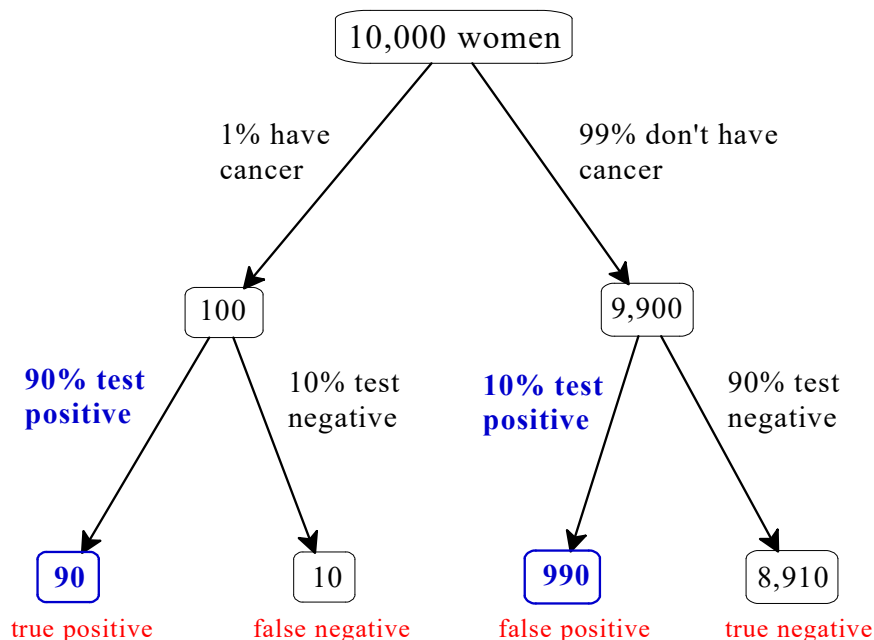 10,000 women
1% have
cancer
99% don't have
cancer
100
9,900
90% test
positive
10% test
negative
10% test
positive
90% test
negative
90
10
990
8,910
true positive
false negative
false positive
true negative